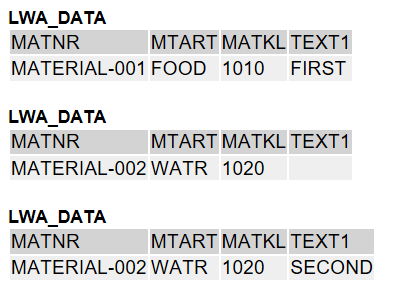 LWA_DATA
MATNR MTART MATKL TEXT1
MATERIAL-001 FOOD 1010 FIRST
LWA_DATA
MATNR MTART MATKL TEXT1
MATERIAL-002 WATR 1020
LWA_DATA
MATNR MTART MATKL TEXT1
MATERIAL-002 WATR 1020 SECOND